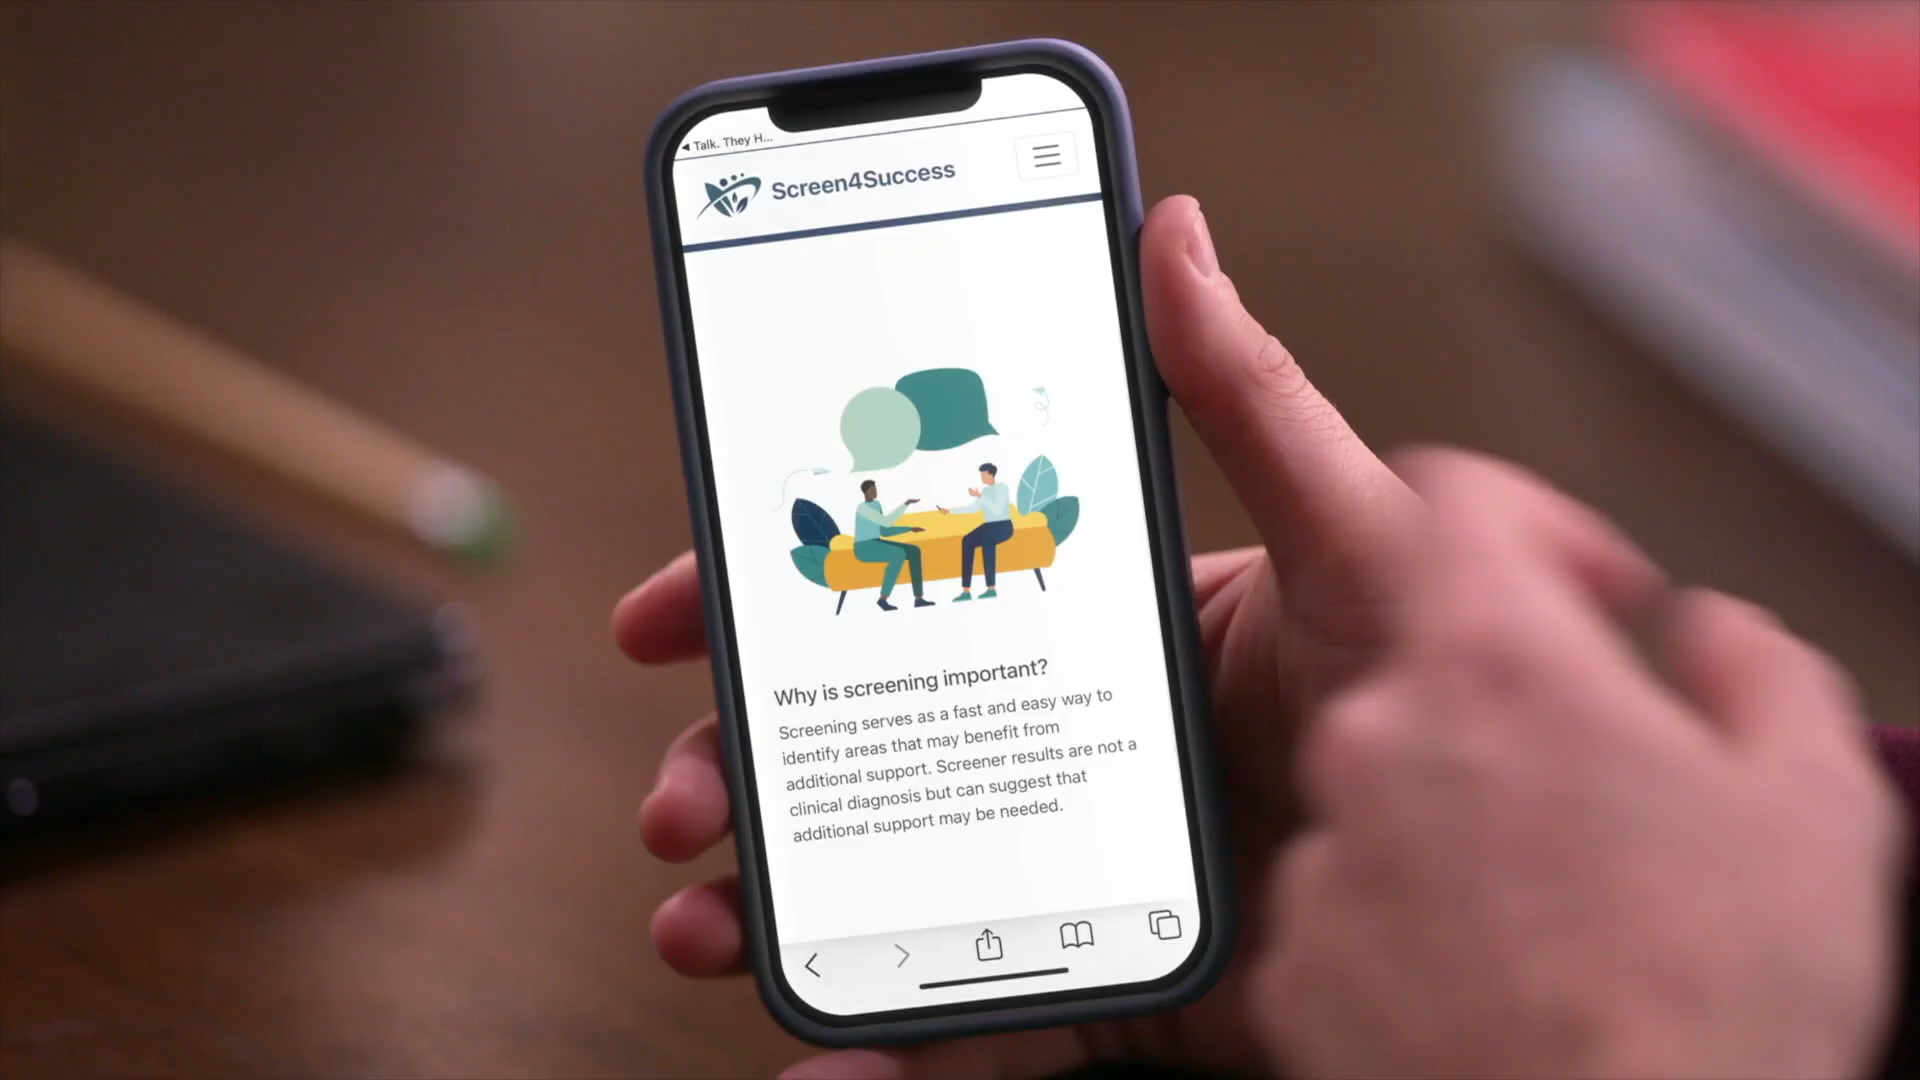 ◀ Talk. They H...
Screen4Success
Why is screening important?
Screening serves as a fast and easy way to
identify areas that may benefit from
additional support. Screener results are not a
clinical diagnosis but can suggest that
additional support may be needed.